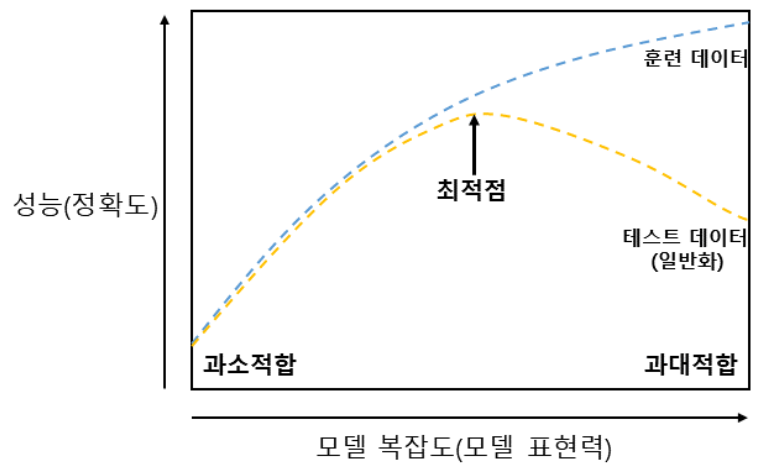 훈련 데이터
최적점
성능(정확도)
테스트 데이터
(일반화)
과소적합
과대적합
모델 복잡도(모델 표현력)